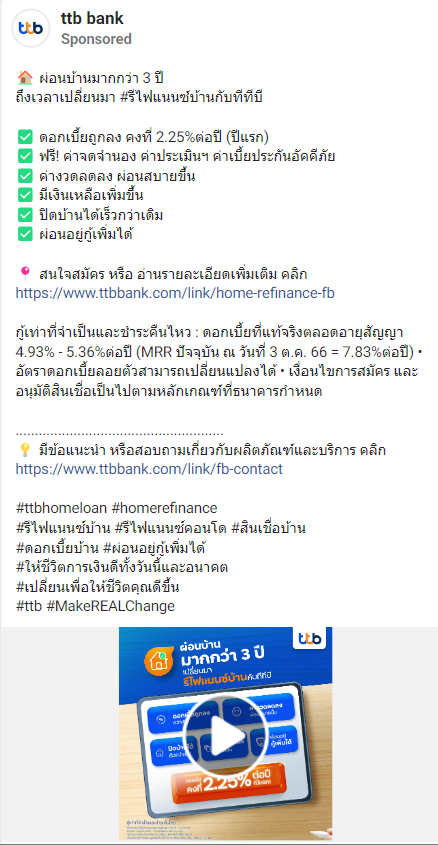 ttb bank
Sponsored
🏠 ผ่อนบ้านมากกว่า 3 ปี
ถึงเวลาเปลี่ยนมา #รีไฟแนนซ์บ้านกับทีทีบี
✅ ดอกเบี้ยถูกลง คงที่ 2.25%ต่อปี (ปีแรก)
✅ ฟรี! ค่าจดจำนอง ค่าประเมินฯ ค่าเบี้ยประกันอัคคีภัย
✅ ค่างวดลดลง ผ่อนสบายขึ้น
✅ มีเงินเหลือเพิ่มขึ้น
✅ ปิดบ้านได้เร็วกว่าเดิม
✅ ผ่อนอยู่กู้เพิ่มได้
📍 สนใจสมัคร หรือ อ่านรายละเอียดเพิ่มเติม คลิก
https://www.ttbbank.com/link/home-refinance-fb
กู้เท่าที่จำเป็นและชำระคืนไหว : ดอกเบี้ยที่แท้จริงตลอดอายุสัญญา
4.93% - 5.36%ต่อปี (MRR ปัจจุบัน ณ วันที่ 3 ต.ค. 66 = 7.83%ต่อปี) •
อัตราดอกเบี้ยลอยตัวสามารถเปลี่ยนแปลงได้ • เงื่อนไขการสมัคร และ
อนุมัติสินเชื่อเป็นไปตามหลักเกณฑ์ที่ธนาคารกำหนด
......................................................
💡 มีข้อแนะนำ หรือสอบถามเกี่ยวกับผลิตภัณฑ์และบริการ คลิก
https://www.ttbbank.com/link/fb-contact
#ttbhomeloan #homerefinance
#รีไฟแนนซ์บ้าน #รีไฟแนนซ์คอนโด #สินเชื่อบ้าน
#ดอกเบี้ยบ้าน #ผ่อนอยู่กู้เพิ่มได้
#ให้ชีวิตการเงินดีทั้งวันนี้และอนาคต
#เปลี่ยนเพื่อให้ชีวิตคุณดีขึ้น
#ttb #MakeREALChange
ttb
ผ่อนบ้าน
มากกว่า 3 ปี
เปลี่ยนมา
รีไฟแนนซ์บ้านกับทีทีบี
ดอกเบี้ยถูกลง
ปิดบ้านได้
กู้เพิ่มได้
คงที่ 2.25% ต่อปี
(ปีแรก)